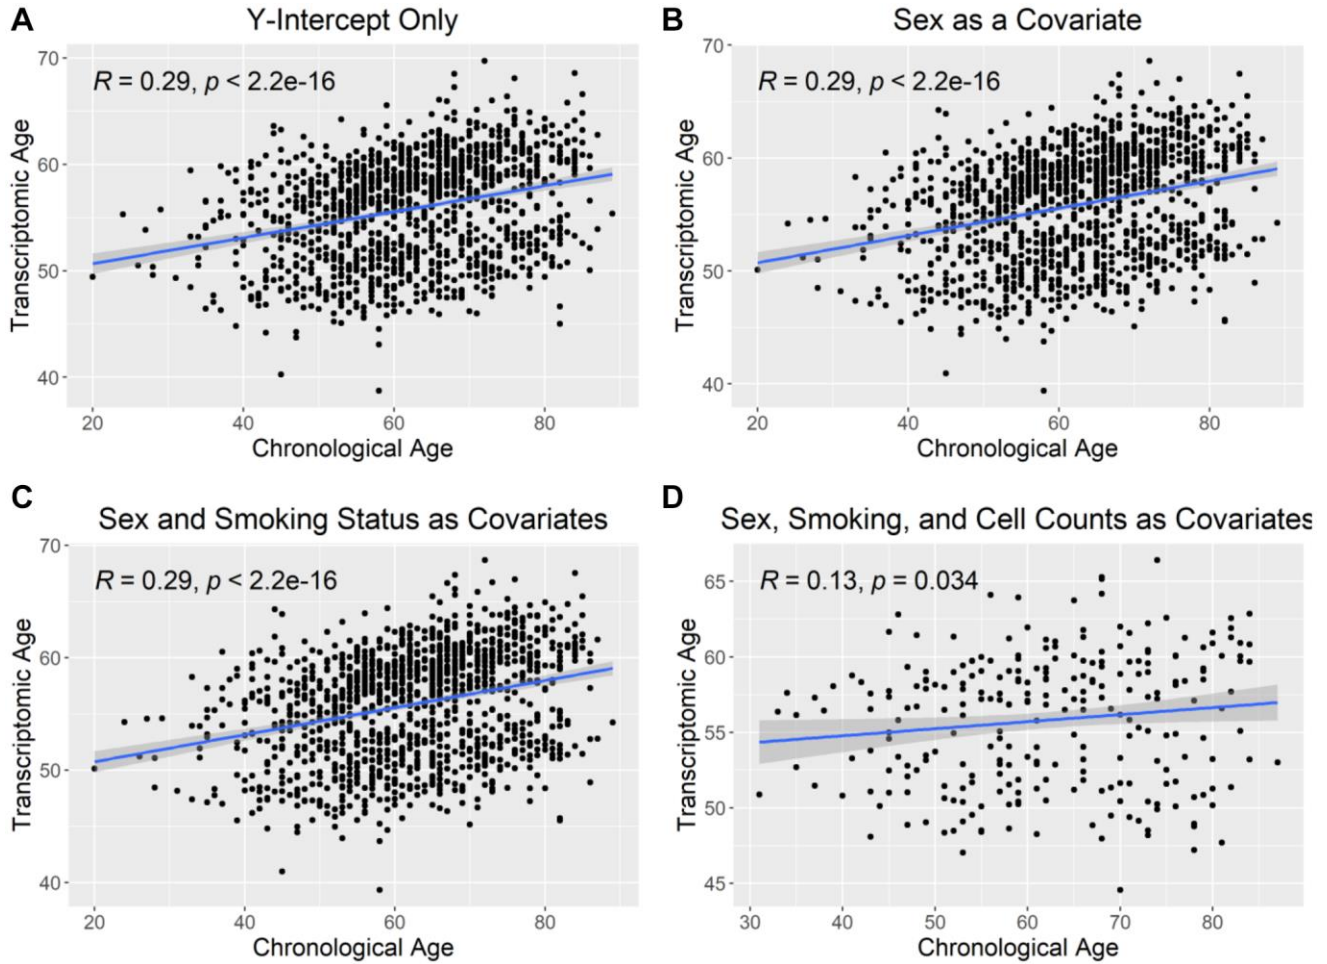 A
Y-Intercept Only
R = 0.29, p < 2.2e-16
70
60
50
40
Transcriptomic Age
20 40 60 80
Chronological Age
B
Sex as a Covariate
R = 0.29, p < 2.2e-16
70
60
50
40
Transcriptomic Age
20 40 60 80
Chronological Age
C
Sex and Smoking Status as Covariates
R = 0.29, p < 2.2e-16
70
60
50
40
Transcriptomic Age
20 40 60 80
Chronological Age
D
Sex, Smoking, and Cell Counts as Covariates
R = 0.13, p = 0.034
65
60
55
50
45
Transcriptomic Age
30 40 50 60 70 80
Chronological Age